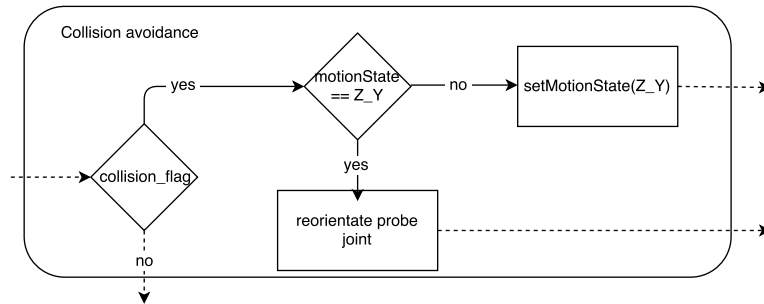 Collision avoidance
yes
motionState
== Z_Y
no
setMotionState(Z_Y)
collision_flag
yes
reorientate probe
joint
no